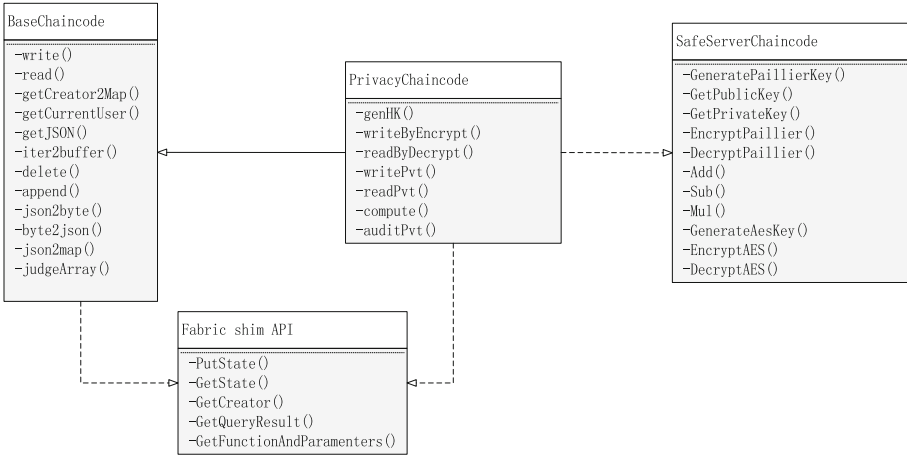 BaseChaincode
-write()
-read()
-getCreator2Map()
-getCurrentUser()
-getJSON()
-iter2buffer()
-delete()
-append()
-json2byte()
-byte2json()
-json2map()
-judgeArray()
PrivacyChaincode
-genHK()
-writeByEncrypt()
-readByDecrypt()
-writePvt()
-readPvt()
-compute()
-auditPvt()
SafeServerChaincode
-GeneratePaillierKey()
-GetPublicKey()
-GetPrivateKey()
-EncryptPaillier()
-DecryptPaillier()
-Add()
-Sub()
-Mul()
-GenerateAesKey()
-EncryptAES()
-DecryptAES()
Fabric shim API
-PutState()
-GetState()
-GetCreator()
-GetQueryResult()
-GetFunctionAndParamenters()